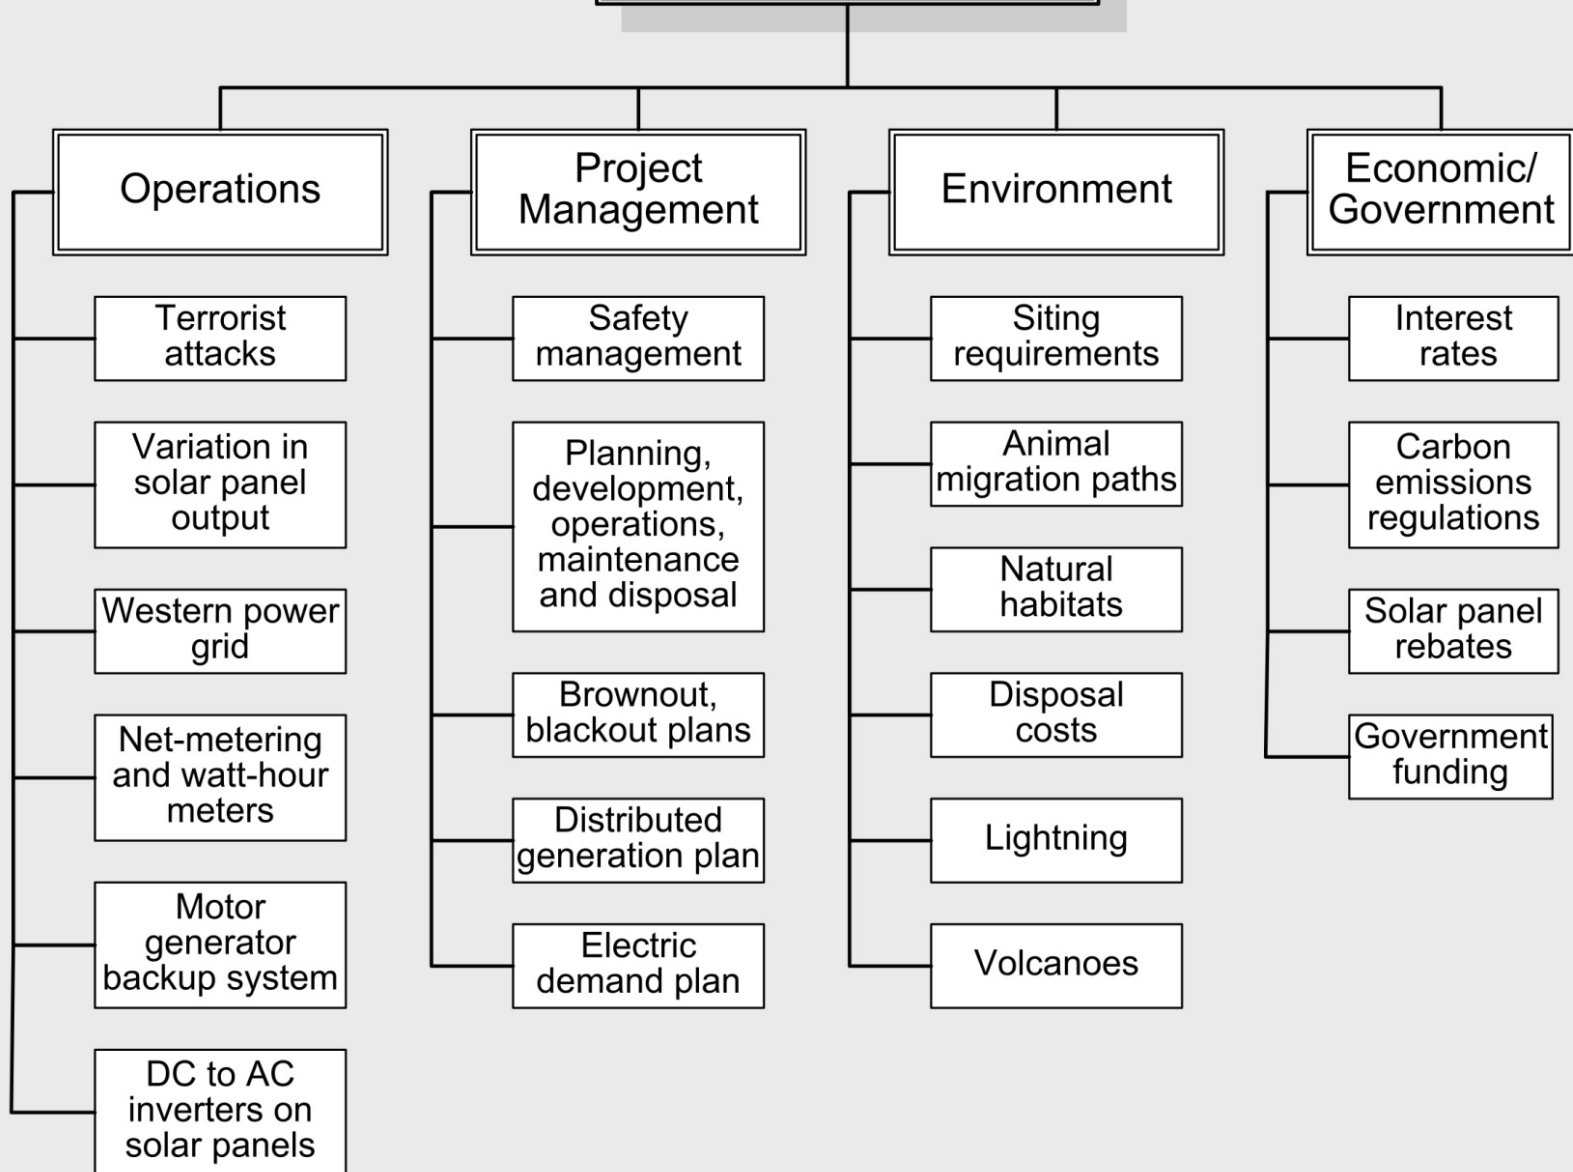 Operations
Project
Management
Environment
Economic/
Government
Terrorist
attacks
Variation in
solar panel
output
Western power
grid
Net-metering
and watt-hour
meters
Motor
generator
backup system
DC to AC
inverters on
solar panels
Safety
management
Planning,
development,
operations,
maintenance
and disposal
Brownout,
blackout plans
Distributed
generation plan
Electric
demand plan
Siting
requirements
Animal
migration paths
Natural
habitats
Disposal
costs
Lightning
Volcanoes
Interest
rates
Carbon
emissions
regulations
Solar panel
rebates
Government
funding